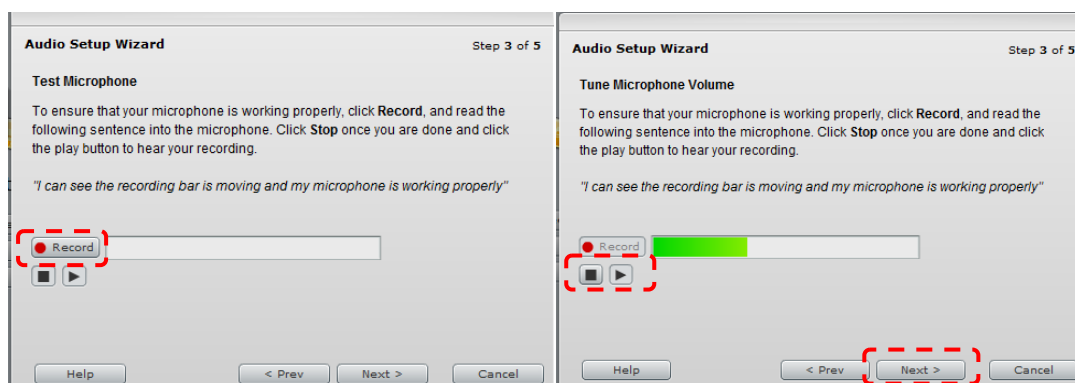 Audio Setup Wizard
Step 3 of 5
Test Microphone
To ensure that your microphone is working properly, click Record, and read the
following sentence into the microphone. Click Stop once you are done and click
the play button to hear your recording.
"I can see the recording bar is moving and my microphone is working properly"
Record
Help
< Prev
Next >
Cancel
Audio Setup Wizard
Step 3 of 5
Tune Microphone Volume
To ensure that your microphone is working properly, click Record, and read the
following sentence into the microphone. Click Stop once you are done and click
the play button to hear your recording.
"I can see the recording bar is moving and my microphone is working properly"
Record
Help
< Prev
Next >
Cancel